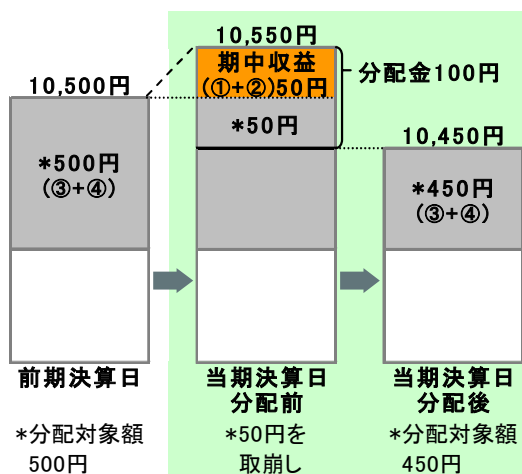 10,500円
*500円
(③+④)
前期決算日
*分配対象額
500円
10,550円
期中収益
(①+②)50円
*50円
分配金100円
当期決算日
分配前
*50円を
取崩し
10,450円
*450円
(③+④)
当期決算日
分配後
*分配対象額
450円